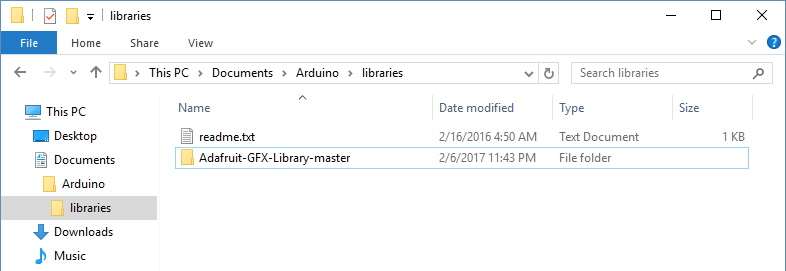 libraries
File Home Share View
This PC Documents Arduino libraries Search libraries
This PC
Desktop
Documents
Arduino
libraries
Downloads
Music
Name Date modified Type Size
readme.txt 2/16/2016 4:50 AM Text Document 1 KB
Adafruit-GFX-Library-master 2/6/2017 11:43 PM File folder